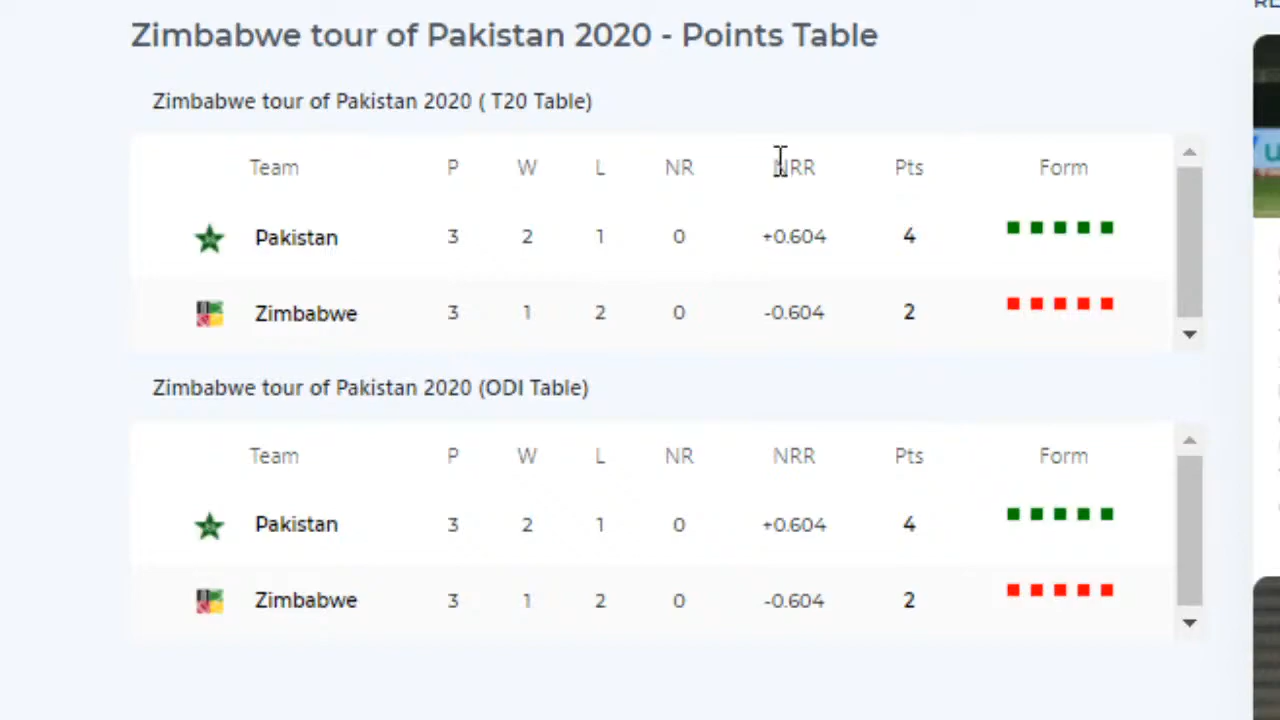 Zimbabwe tour of Pakistan 2020 - Points Table
Zimbabwe tour of Pakistan 2020 ( T20 Table)
Team P W L NR NRR Pts Form
Pakistan 3 2 1 0 +0.604 4
Zimbabwe 3 1 2 0 -0.604 2
Zimbabwe tour of Pakistan 2020 (ODI Table)
Team P W L NR NRR Pts Form
Pakistan 3 2 1 0 +0.604 4
Zimbabwe 3 1 2 0 -0.604 2